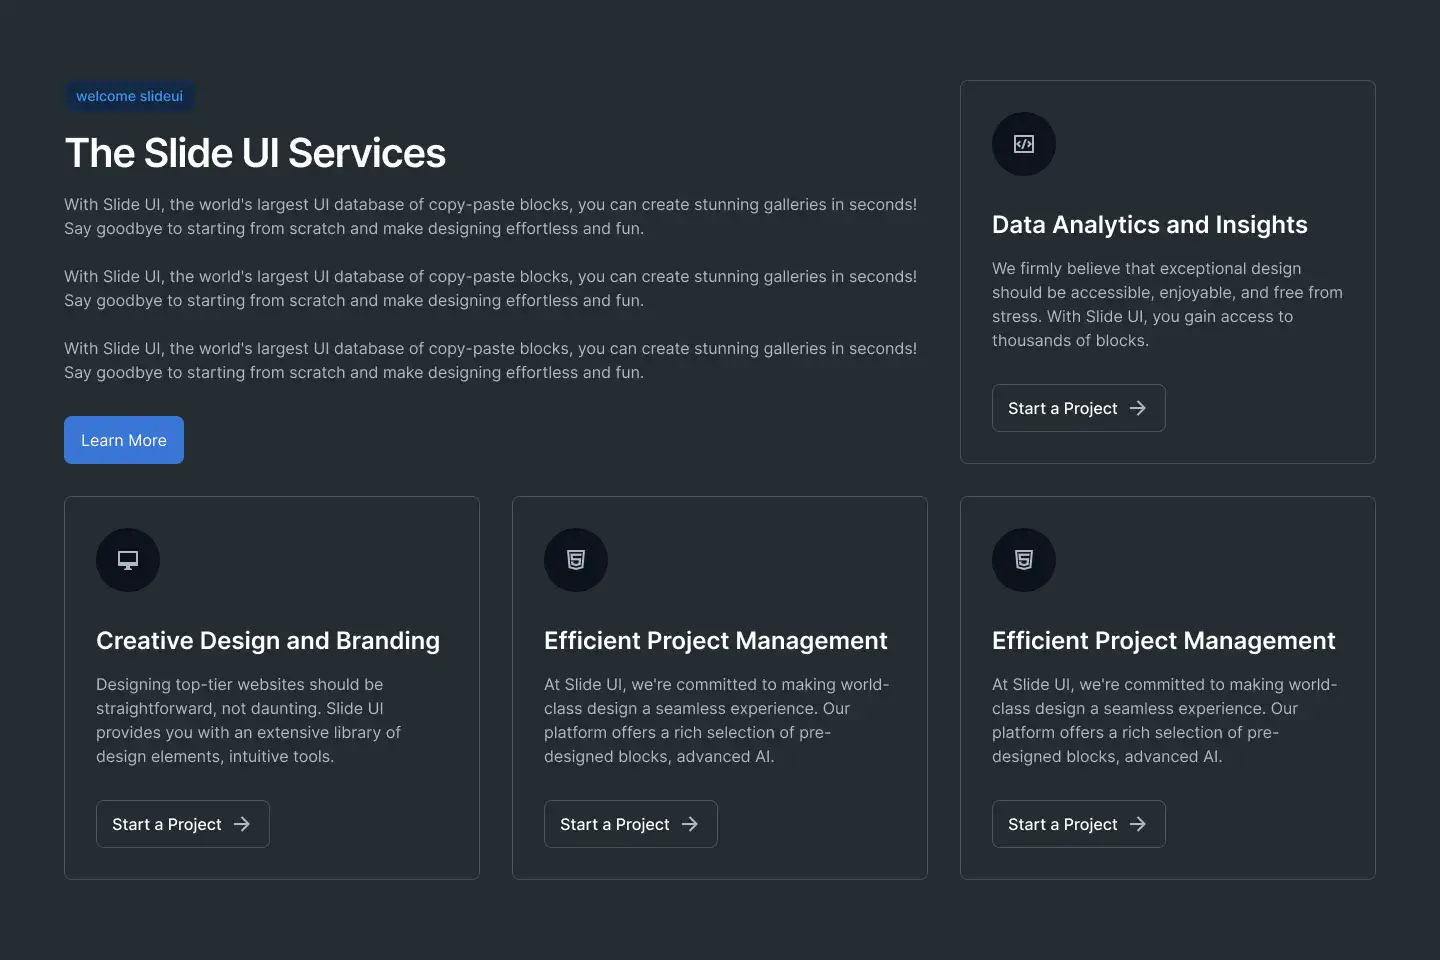 welcome slideui
The Slide UI Services
With Slide UI, the world's largest UI database of copy-paste blocks, you can create stunning galleries in seconds!
Say goodbye to starting from scratch and make designing effortless and fun.
With Slide UI, the world's largest UI database of copy-paste blocks, you can create stunning galleries in seconds!
Say goodbye to starting from scratch and make designing effortless and fun.
With Slide UI, the world's largest UI database of copy-paste blocks, you can create stunning galleries in seconds!
Say goodbye to starting from scratch and make designing effortless and fun.
Learn More
Data Analytics and Insights
We firmly believe that exceptional design
should be accessible, enjoyable, and free from
stress. With Slide UI, you gain access to
thousands of blocks.
Start a Project
Creative Design and Branding
Designing top-tier websites should be
straightforward, not daunting. Slide UI
provides you with an extensive library of
design elements, intuitive tools.
Start a Project
Efficient Project Management
At Slide UI, we're committed to making world-
class design a seamless experience. Our
platform offers a rich selection of pre-
designed blocks, advanced AI.
Start a Project
Efficient Project Management
At Slide UI, we're committed to making world-
class design a seamless experience. Our
platform offers a rich selection of pre-
designed blocks, advanced AI.
Start a Project